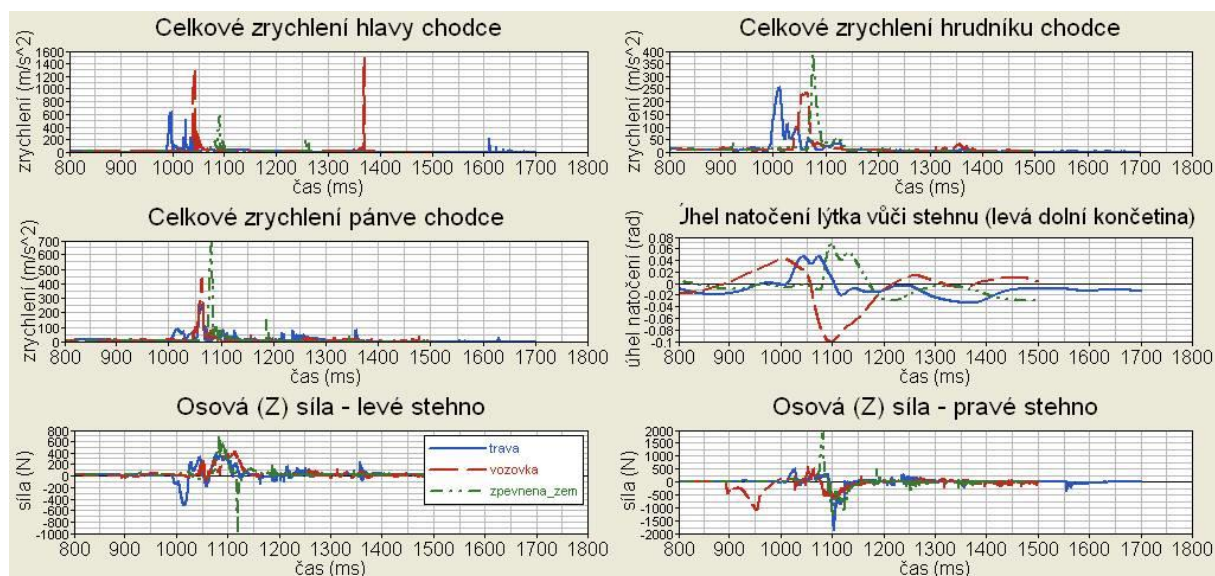 Celkové zrychlení hlavy chodce
zrychlení (m/s^2)
1600
1400
1200
1000
800
600
400
200
0
800 900 1000 1100 1200 1300 1400 1500 1600 1700 1800
čas (ms)
Celkové zrychlení hrudníku chodce
zrychlení (m/s^2)
400
350
300
250
200
150
100
50
0
800 900 1000 1100 1200 1300 1400 1500 1600 1700 1800
čas (ms)
Celkové zrychlení pánve chodce
zrychlení (m/s^2)
700
600
500
400
300
200
100
0
800 900 1000 1100 1200 1300 1400 1500 1600 1700 1800
čas (ms)
Úhel natočení lýtka vůči stehnu (levá dolní končetina)
úhel natočení (rad)
0.08
0.06
0.04
0.02
0
-0.02
-0.04
-0.06
-0.08
-0.1
800 900 1000 1100 1200 1300 1400 1500 1600 1700 1800
čas (ms)
Osová (Z) síla - levé stehno
síla (N)
800
600
400
200
0
-200
-400
-600
-800
-1000
800 900 1000 1100 1200 1300 1400 1500 1600 1700 1800
čas (ms)
trava
vozovka
zpevnena_zem
Osová (Z) síla - pravé stehno
síla (N)
2000
1500
1000
500
0
-500
-1000
-1500
-2000
800 900 1000 1100 1200 1300 1400 1500 1600 1700 1800
čas (ms)